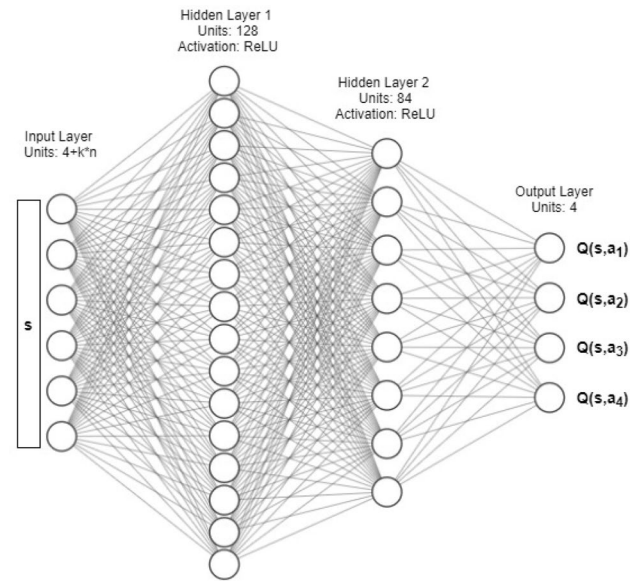 Hidden Layer 1
Units: 128
Activation: ReLU
Hidden Layer 2
Units: 84
Activation: ReLU
Input Layer
Units: 4+k*n
Output Layer
Units: 4
s
Q(s,a1)
Q(s,a2)
Q(s,a3)
Q(s,a4)